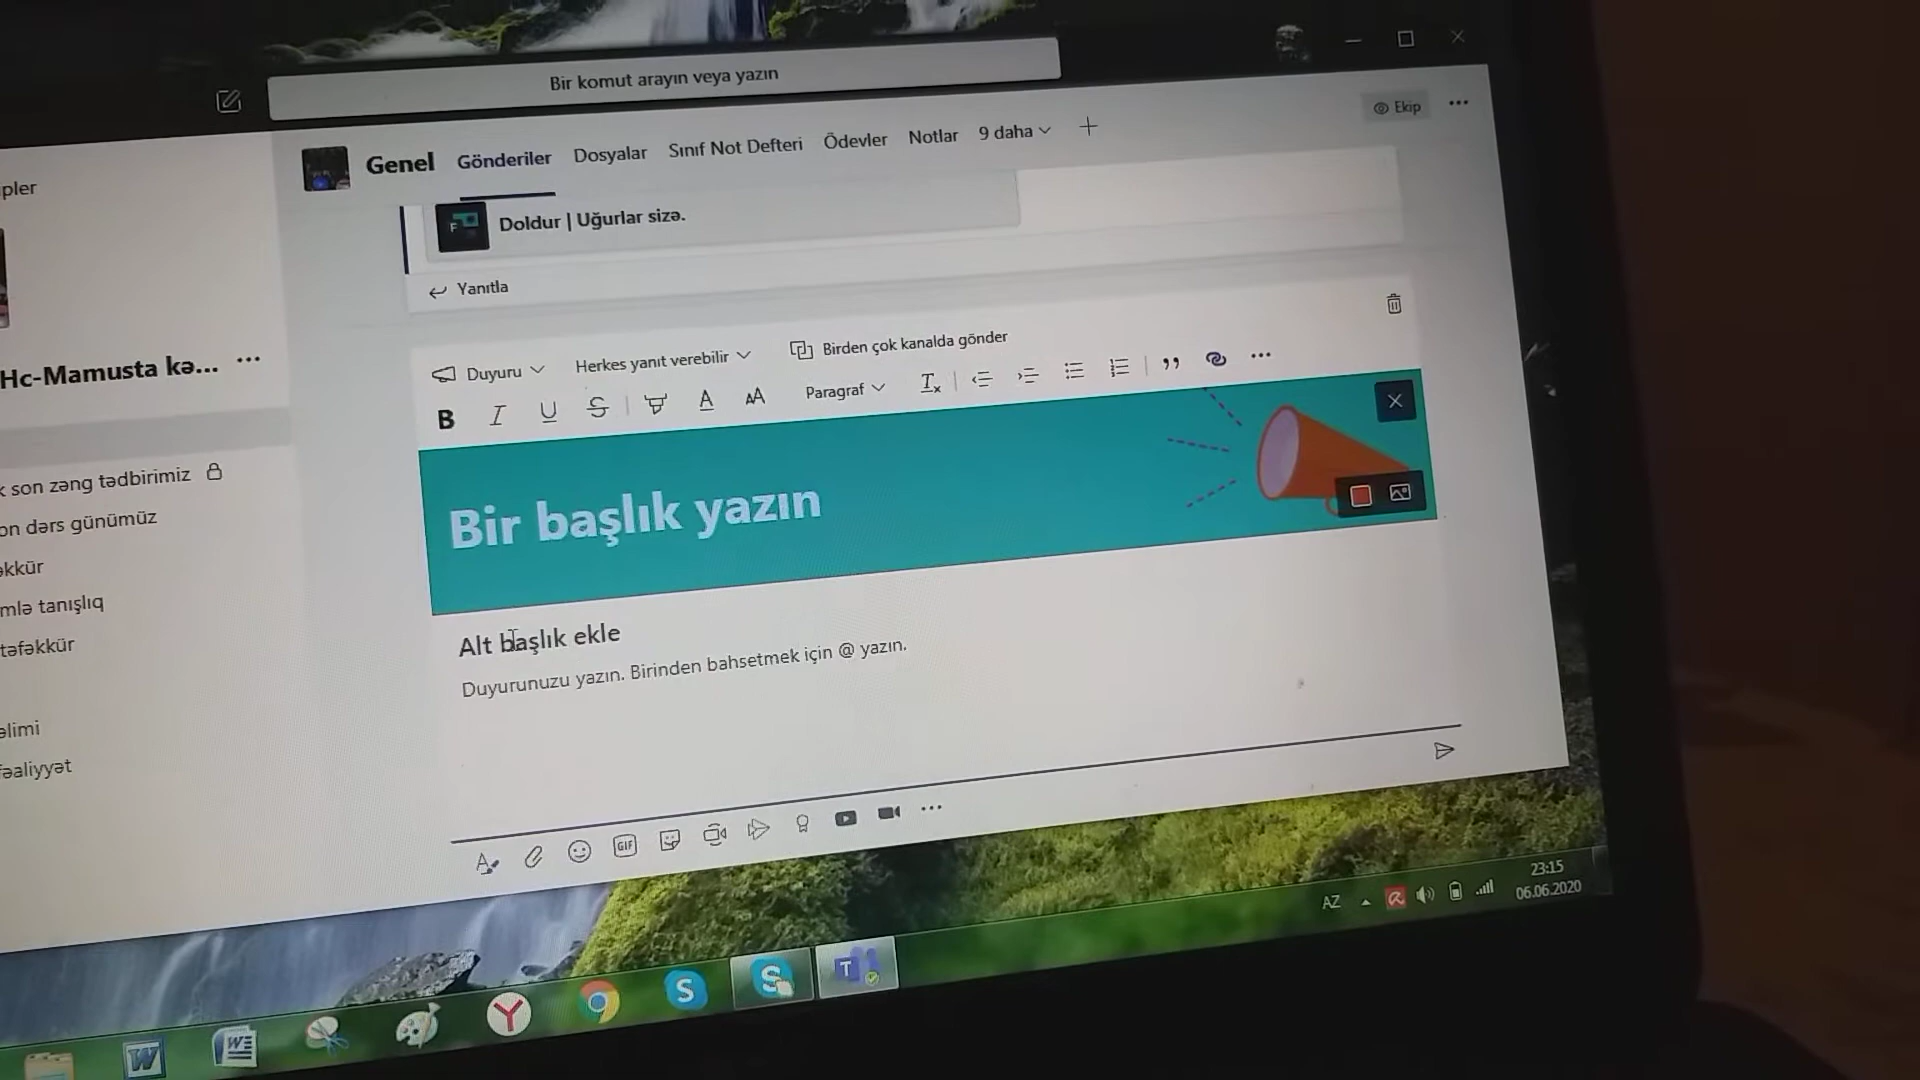 Bir komut arayın veya yazın
Genel Gönderiler Dosyalar Sınıf Not Defteri Ödevler Notlar 9 daha
Ekip
pler
Doldur | Uğurlar sizə.
Yanıtla
Hc-Mamusta kə...
Duyuru Herkes yanıt verebilir Birden çok kanalda gönder
B I U S A AA Paragraf Tx
Bir başlık yazın
Alt başlık ekle
Duyurunuzu yazın. Birinden bahsetmek için @ yazın.
k son zəng tədbirimiz
on dərs günümüz
əkkür
mlə tanışlıq
təfəkkür
əlimi
fəaliyyət
GIF
AZ
23:15
06.06.2020